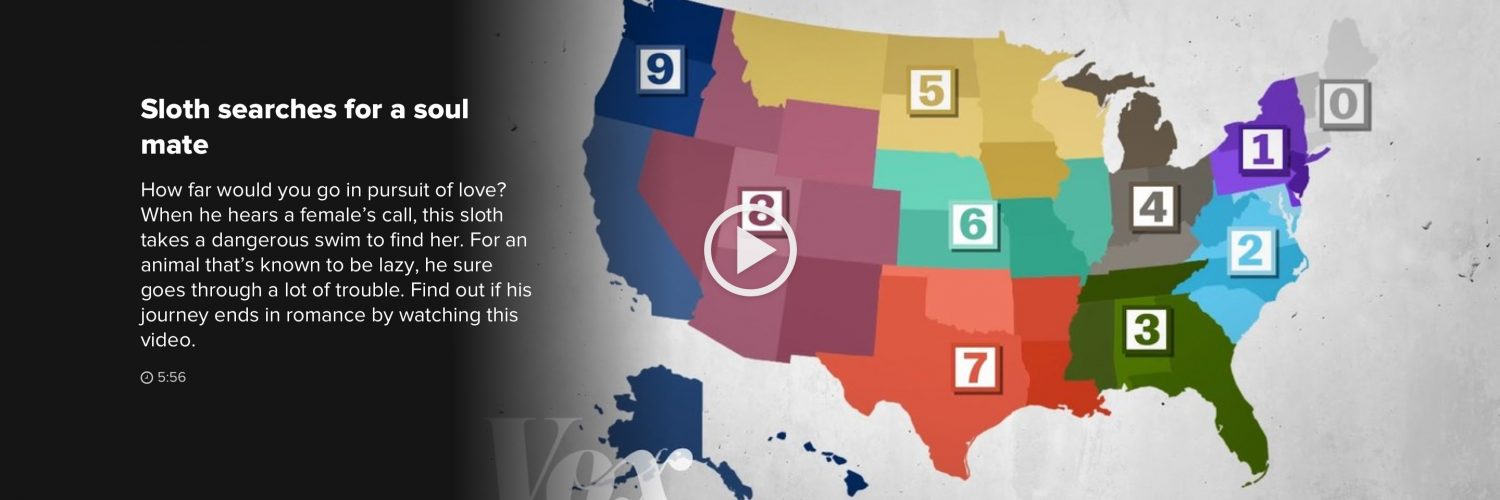 Sloth searches for a soul
mate
How far would you go in pursuit of love?
When he hears a female’s call, this sloth
takes a dangerous swim to find her. For an
animal that’s known to be lazy, he sure
goes through a lot of trouble. Find out if his
journey ends in romance by watching this
video.
5:56
9
5
0
1
8
6
4
2
3
7
Vox